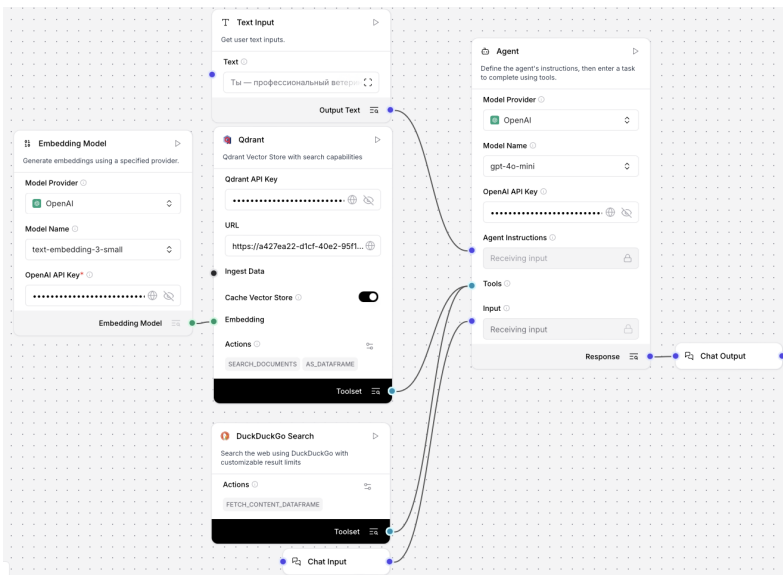 Text Input
Get user text inputs.
Text
Ты — профессиональный
Output Text
Embedding Model
Generate embeddings using a specified provider.
Model Provider
OpenAI
Model Name
text-embedding-3-small
OpenAI API Key*
••••••••••••••••••••••••
Embedding Model
Qdrant
Qdrant Vector Store with search capabilities
Qdrant API Key
••••••••••••••••••••••••
URL
https://a427ea22-d1cf-40e2-95f1...
Ingest Data
Cache Vector Store
Embedding
Actions
SEARCH_DOCUMENTS AS_DATAFRAME
Toolset
DuckDuckGo Search
Search the web using DuckDuckGo with
customizable result limits
Actions
FETCH_CONTENT_DATAFRAME
Toolset
Chat Input
Agent
Define the agent's instructions, then enter a task
to complete using tools.
Model Provider
OpenAI
Model Name
gpt-4o-mini
OpenAI API Key
••••••••••••••••••••••••
Agent Instructions
Receiving input
Tools
Input
Receiving input
Response
Chat Output